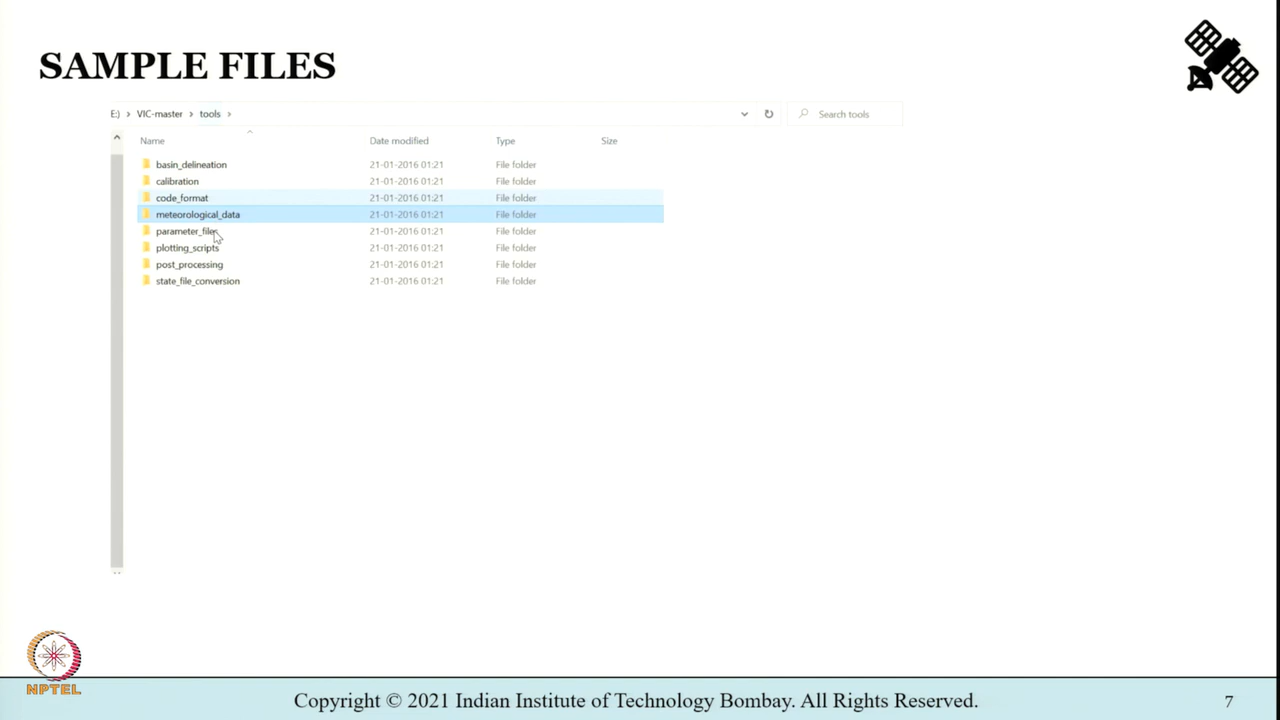 SAMPLE FILES
E:) > VIC-master > tools >
Search tools
Name Date modified Type Size
basin_delineation 21-01-2016 01:21 File folder
calibration 21-01-2016 01:21 File folder
code_format 21-01-2016 01:21 File folder
meteorological_data 21-01-2016 01:21 File folder
parameter_files 21-01-2016 01:21 File folder
plotting_scripts 21-01-2016 01:21 File folder
post_processing 21-01-2016 01:21 File folder
state_file_conversion 21-01-2016 01:21 File folder
NPTEL
Copyright © 2021 Indian Institute of Technology Bombay. All Rights Reserved.
7